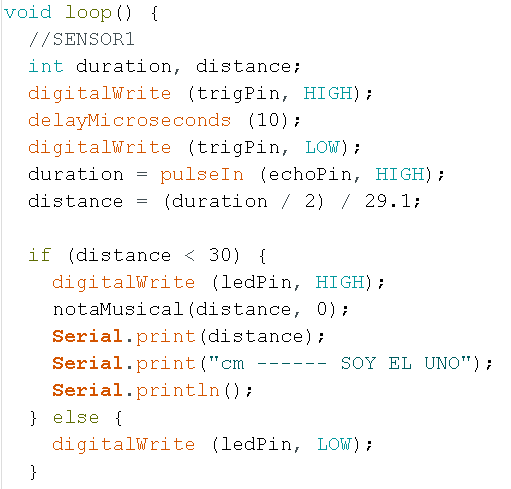 void loop() {
  //SENSOR1
  int duration, distance;
  digitalWrite (trigPin, HIGH);
  delayMicroseconds (10);
  digitalWrite (trigPin, LOW);
  duration = pulseIn (echoPin, HIGH);
  distance = (duration / 2) / 29.1;

  if (distance < 30) {
    digitalWrite (ledPin, HIGH);
    notaMusical(distance, 0);
    Serial.print(distance);
    Serial.print("cm ------ SOY EL UNO");
    Serial.println();
  } else {
    digitalWrite (ledPin, LOW);
  }